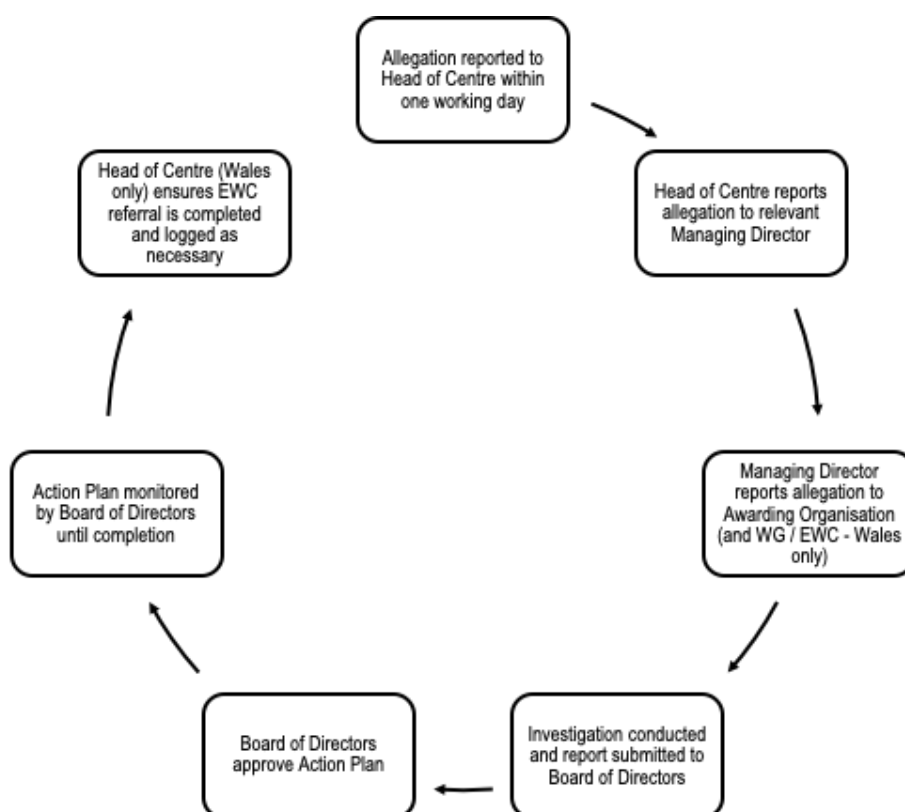 Allegation reported to
Head of Centre within
one working day
Head of Centre reports
allegation to relevant
Managing Director
Managing Director
reports allegation to
Awarding Organisation
(and WG / EWC - Wales
only)
Investigation conducted
and report submitted to
Board of Directors
Board of Directors
approve Action Plan
Action Plan monitored
by Board of Directors
until completion
Head of Centre (Wales
only) ensures EWC
referral is completed
and logged as
necessary